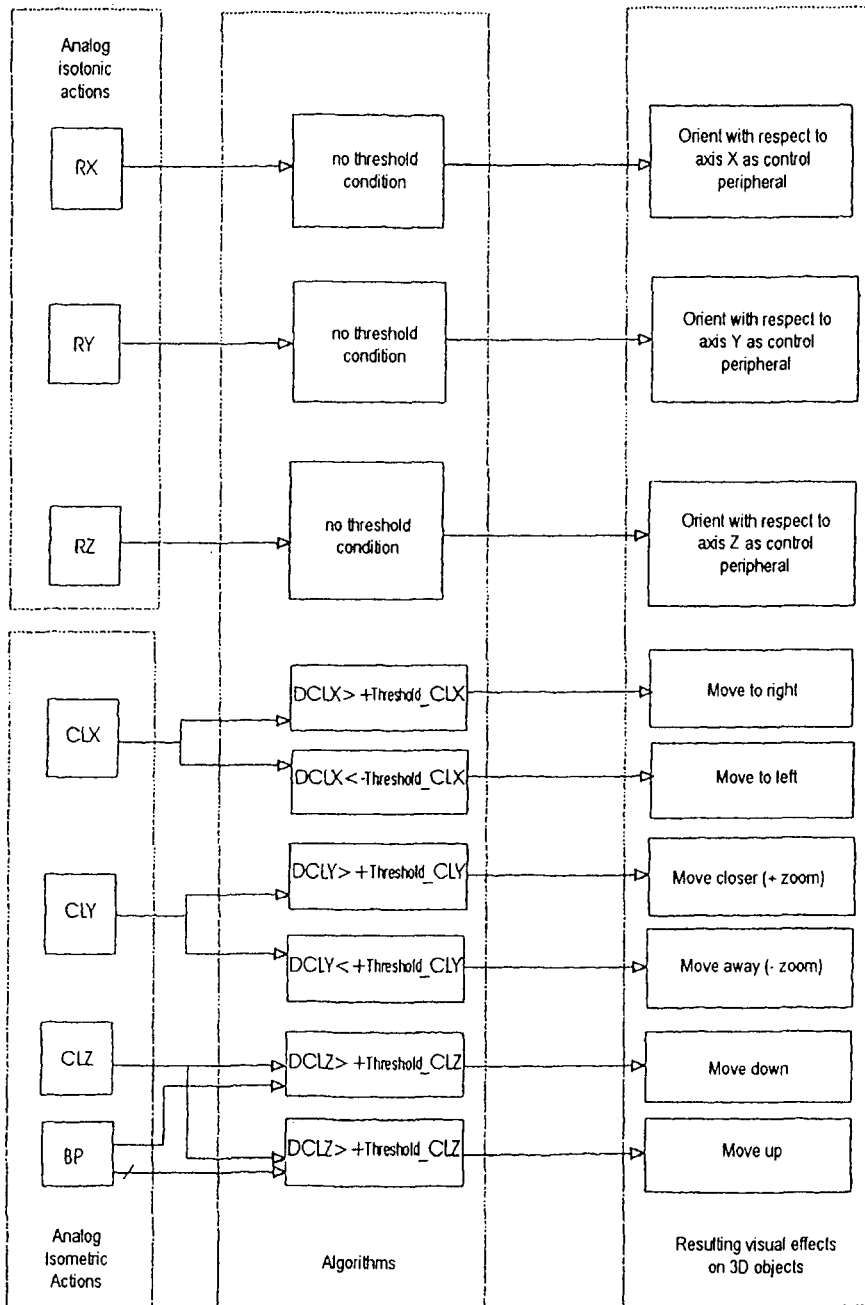 Analog
isotonic
actions
RX
no threshold
condition
Orient with respect to
axis X as control
peripheral
RY
no threshold
condition
Orient with respect to
axis Y as control
peripheral
RZ
no threshold
condition
Orient with respect to
axis Z as control
peripheral
CLX
DCLX> +Threshold_CLX
Move to right
DCLX< -Threshold_CLX
Move to left
CLY
DCLY> +Threshold_CLY
Move closer (+ zoom)
DCLY< +Threshold_CLY
Move away (- zoom)
CLZ
DCLZ> +Threshold_CLZ
Move down
BP
DCLZ> +Threshold_CLZ
Move up
Analog
Isometric
Actions
Algorithms
Resulting visual effects
on 3D objects